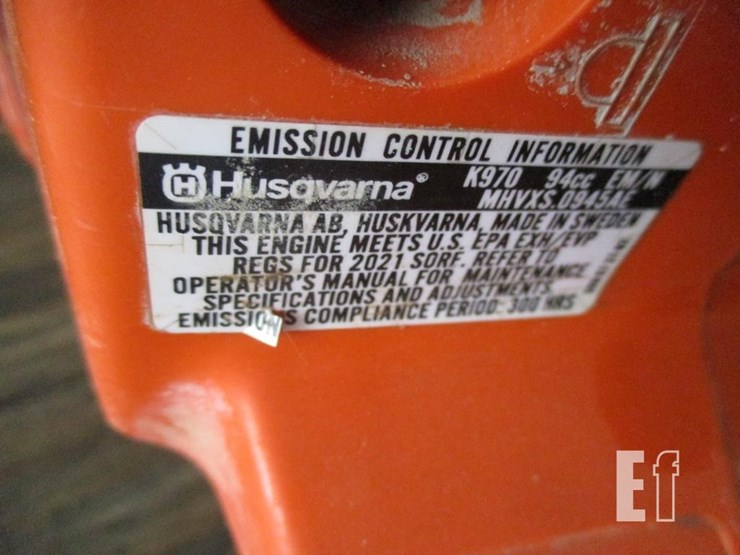 EMISSION CONTROL INFORMATION
Husqvarna® K970 94cc EM/N
MHVXS.0945AE
HUSQVARNA AB, HUSKVARNA, MADE IN SWEDEN
THIS ENGINE MEETS U.S. EPA EXH/EVP
REGS FOR 2021 SORE. REFER TO
OPERATOR'S MANUAL FOR MAINTENANCE
SPECIFICATIONS AND ADJUSTMENTS
EMISSIONS COMPLIANCE PERIOD: 300 HRS
Ef